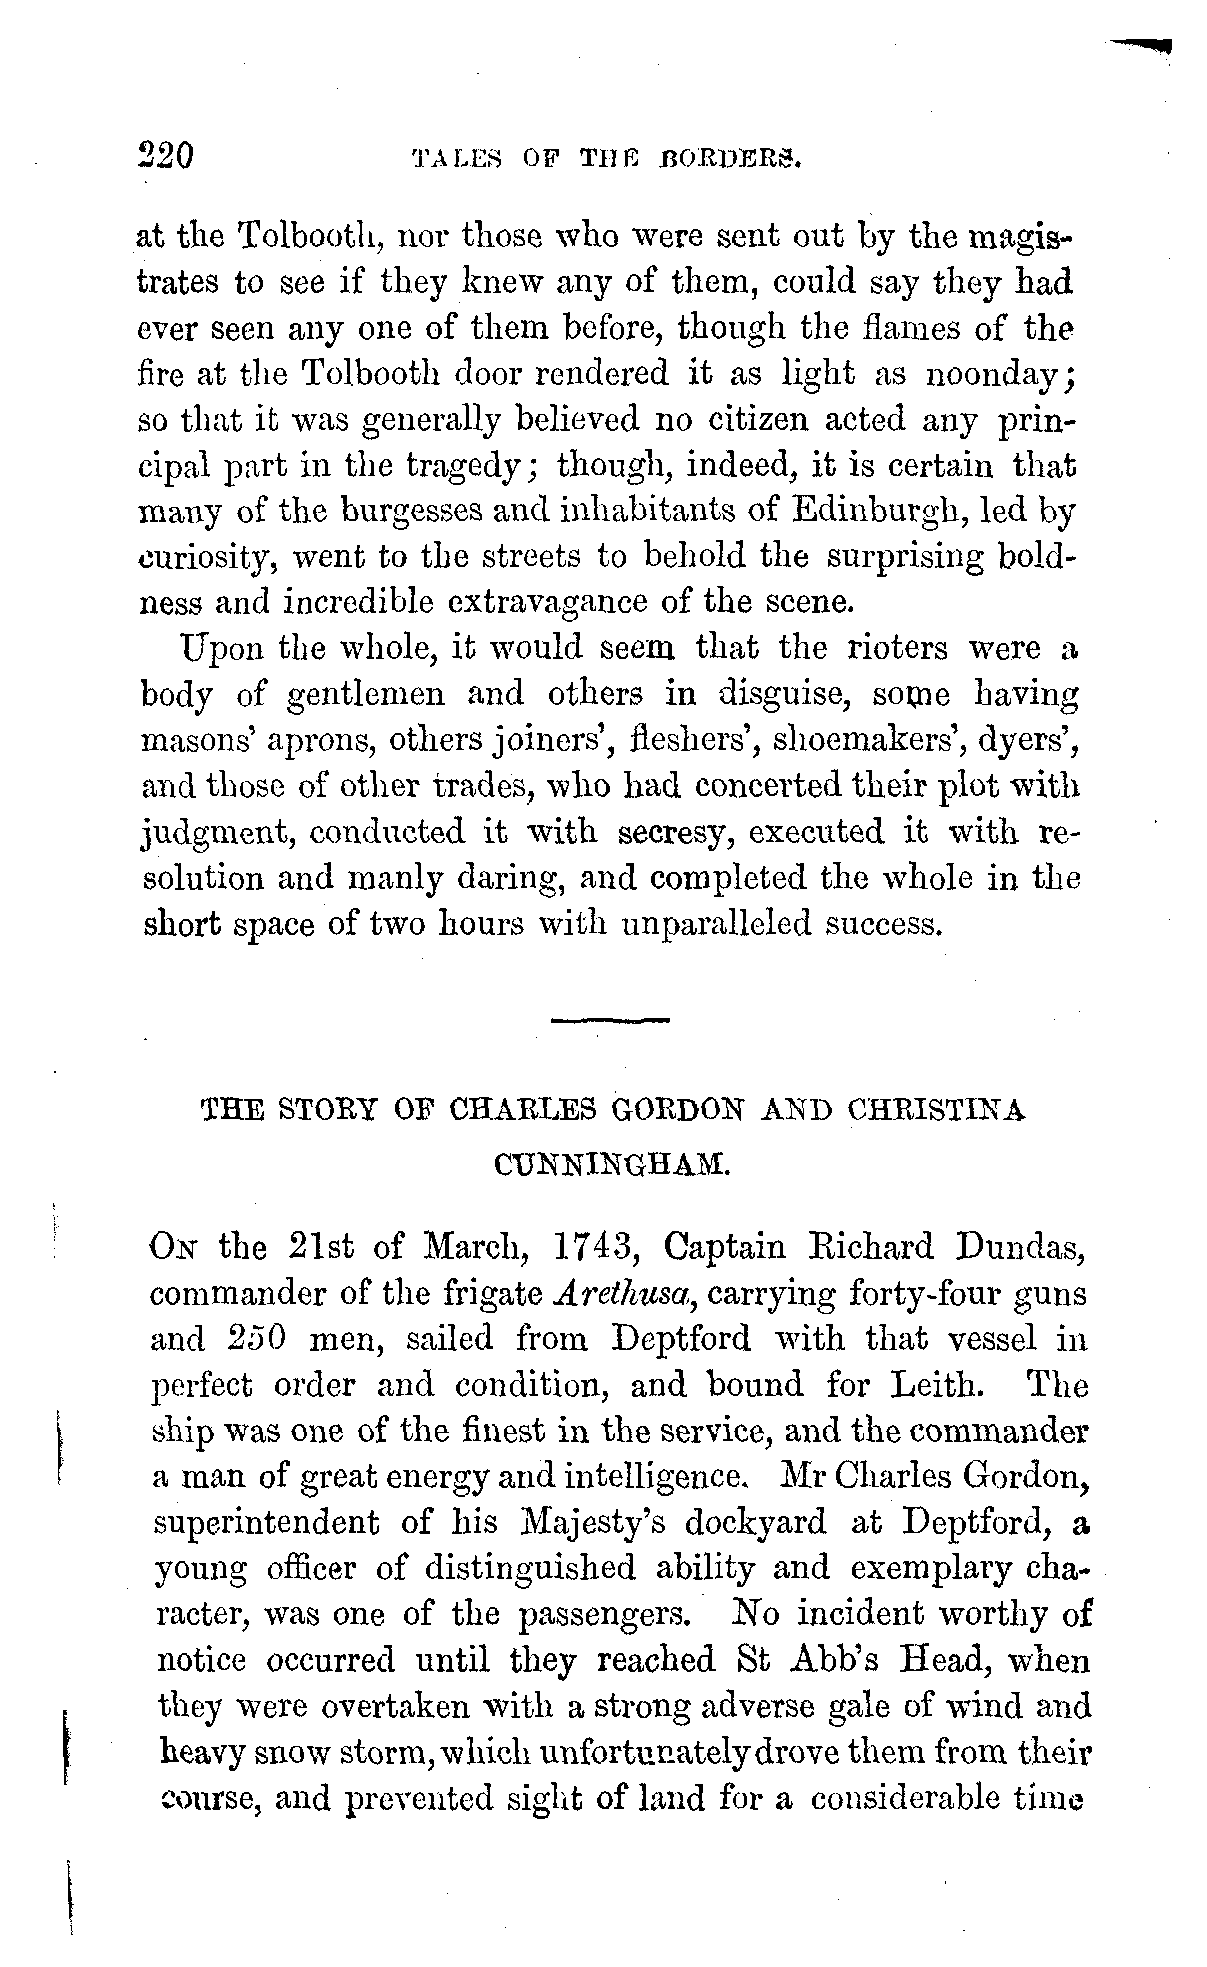 220 TALES OF THE BORDERS.
at the Tolbooth, nor those who were sent out by the magis-
trates to see if they knew any of them, could say they had
ever seen any one of them before, though the flames of the
fire at the Tolbooth door rendered it as light as noonday;
so that it was generally believed no citizen acted any prin-
cipal part in the tragedy; though, indeed, it is certain that
many of the burgesses and inhabitants of Edinburgh, led by
curiosity, went to the streets to behold the surprising bold-
ness and incredible extravagance of the scene.
Upon the whole, it would seem that the rioters were a
body of gentlemen and others in disguise, some having
masons' aprons, others joiners', fleshers', shoemakers', dyers',
and those of other trades, who had concerted their plot with
judgment, conducted it with secresy, executed it with re-
solution and manly daring, and completed the whole in the
short space of two hours with unparalleled success.
THE STORY OF CHARLES GORDON AND CHRISTINA
CUNNINGHAM.
ON the 21st of March, 1743, Captain Richard Dundas,
commander of the frigate Arethusa, carrying forty-four guns
and 250 men, sailed from Deptford with that vessel in
perfect order and condition, and bound for Leith. The
ship was one of the finest in the service, and the commander
a man of great energy and intelligence. Mr Charles Gordon,
superintendent of his Majesty's dockyard at Deptford, a
young officer of distinguished ability and exemplary cha-
racter, was one of the passengers. No incident worthy of
notice occurred until they reached St Abb's Head, when
they were overtaken with a strong adverse gale of wind and
heavy snow storm, which unfortunately drove them from their
course, and prevented sight of land for a considerable time